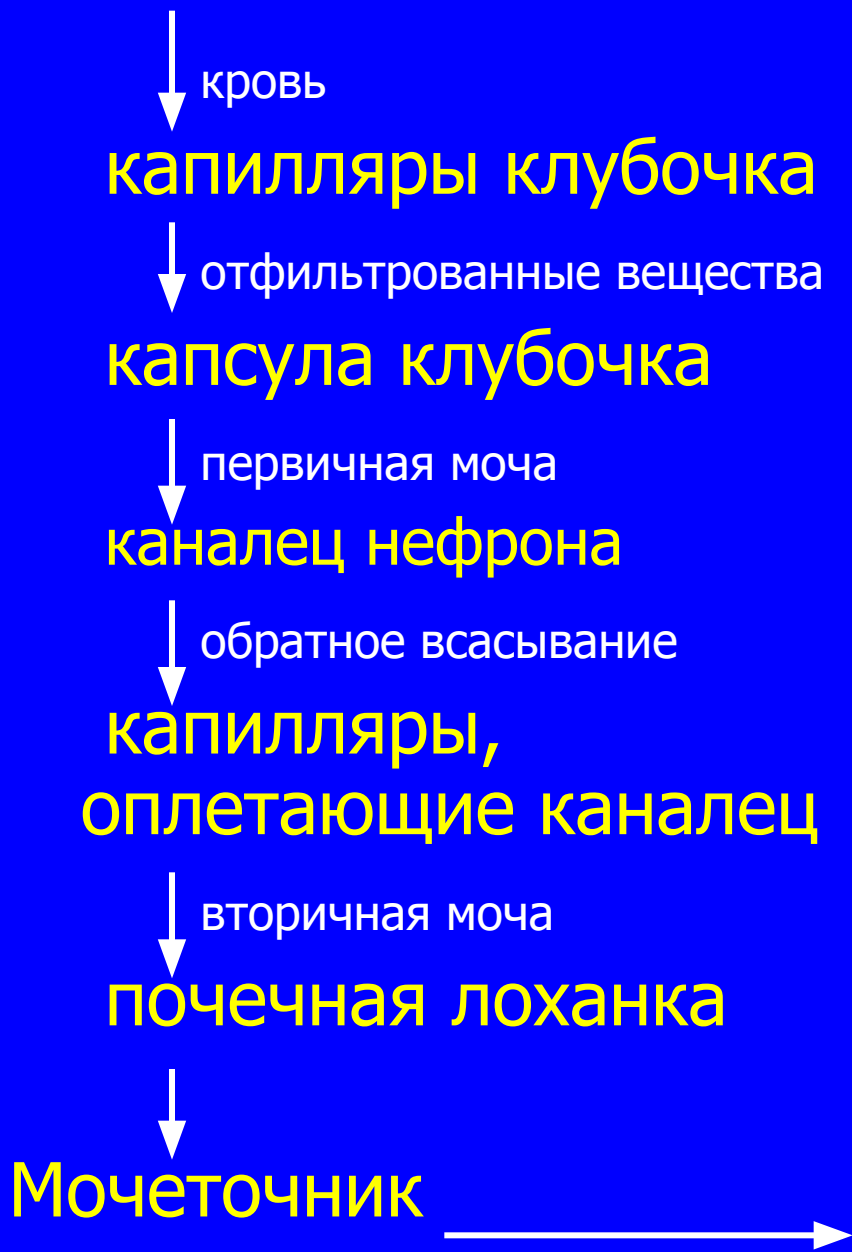 кровь
капилляры клубочка
отфильтрованные вещества
капсула клубочка
первичная моча
каналец нефрона
обратное всасывание
капилляры,
оплетающие каналец
вторичная моча
почечная лоханка
Мочеточник